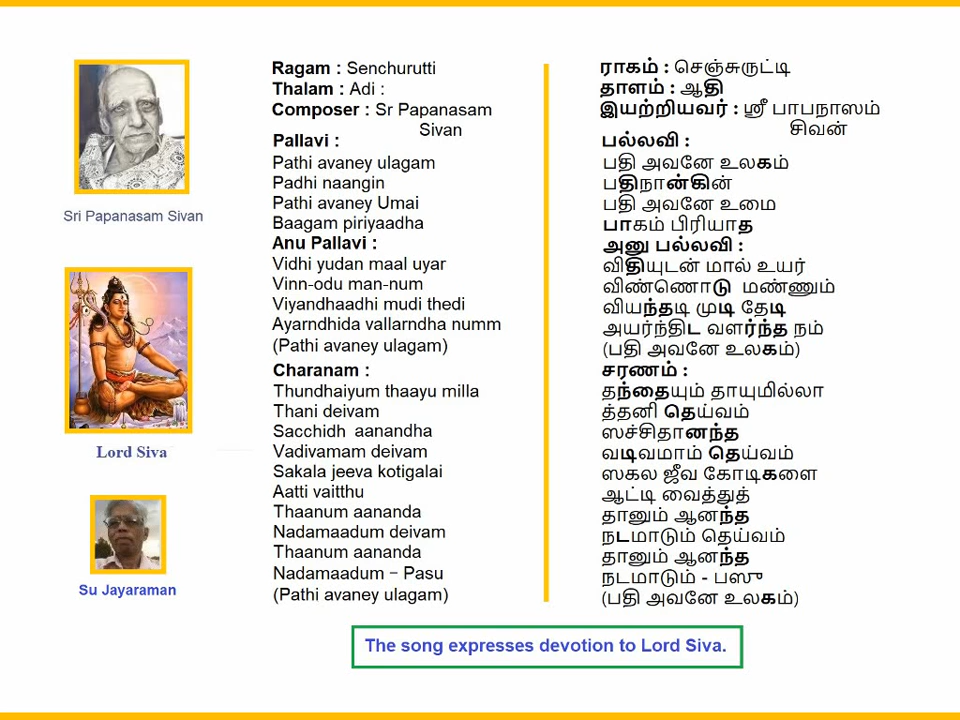 Sri Papanasam Sivan
Lord Siva
Su Jayaraman
Ragam : Senchurutti
Thalam : Adi :
Composer : Sr Papanasam
Sivan
Pallavi :
Pathi avaney ulagam
Padhi naangin
Pathi avaney Umai
Baagam piriyaadha
Anu Pallavi :
Vidhi yudan maal uyar
Vinn-odu man-num
Viyandhaadhi mudi thedi
Ayarndhida vallarndha numm
(Pathi avaney ulagam)
Charanam :
Thundhaiyum thaayu milla
Thani deivam
Sacchidh aanandha
Vadivamam deivam
Sakala jeeva kotigalai
Aatti vaitthu
Thaanum aananda
Nadamaadum deivam
Thaanum aananda
Nadamaadum – Pasu
(Pathi avaney ulagam)
ராகம் : செஞ்சுருட்டி
தாளம் : ஆதி
இயற்றியவர் : ஸ்ரீ பாபநாஸம்
சிவன்
பல்லவி :
பதி அவனே உலகம்
பதிநான்கின்
பதி அவனே உமை
பாகம் பிரியாத
அனு பல்லவி :
விதியுடன் மால் உயர்
விண்ணொடு மண்ணும்
வியந்தடி முடி தேடி
அயர்ந்திட வளர்ந்த நம்
(பதி அவனே உலகம்)
சரணம் :
தந்தையும் தாயுமில்லா
த்தனி தெய்வம்
ஸச்சிதானந்த
வடிவமாம் தெய்வம்
ஸகல ஜீவ கோடிகளை
ஆட்டி வைத்துத்
தானும் ஆனந்த
நடமாடும் தெய்வம்
தானும் ஆனந்த
நடமாடும் - பஸு
(பதி அவனே உலகம்)
The song expresses devotion to Lord Siva.